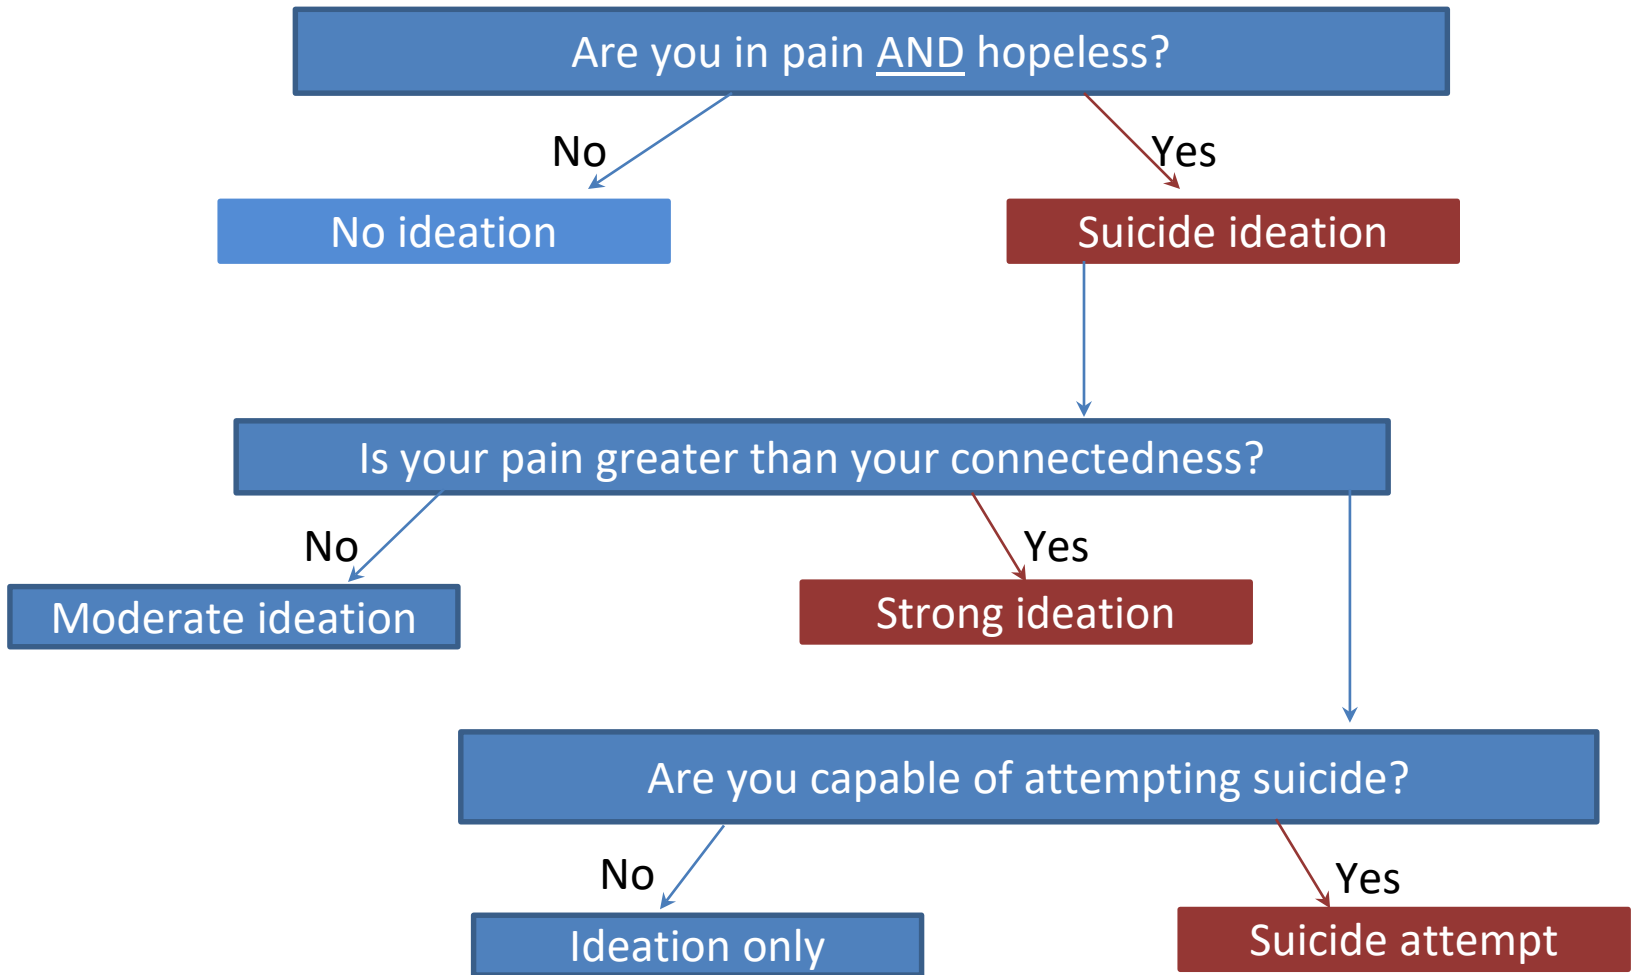 Are you in pain AND hopeless?
No
Yes
No ideation
Suicide ideation
Is your pain greater than your connectedness?
No
Yes
Moderate ideation
Strong ideation
Are you capable of attempting suicide?
No
Yes
Ideation only
Suicide attempt